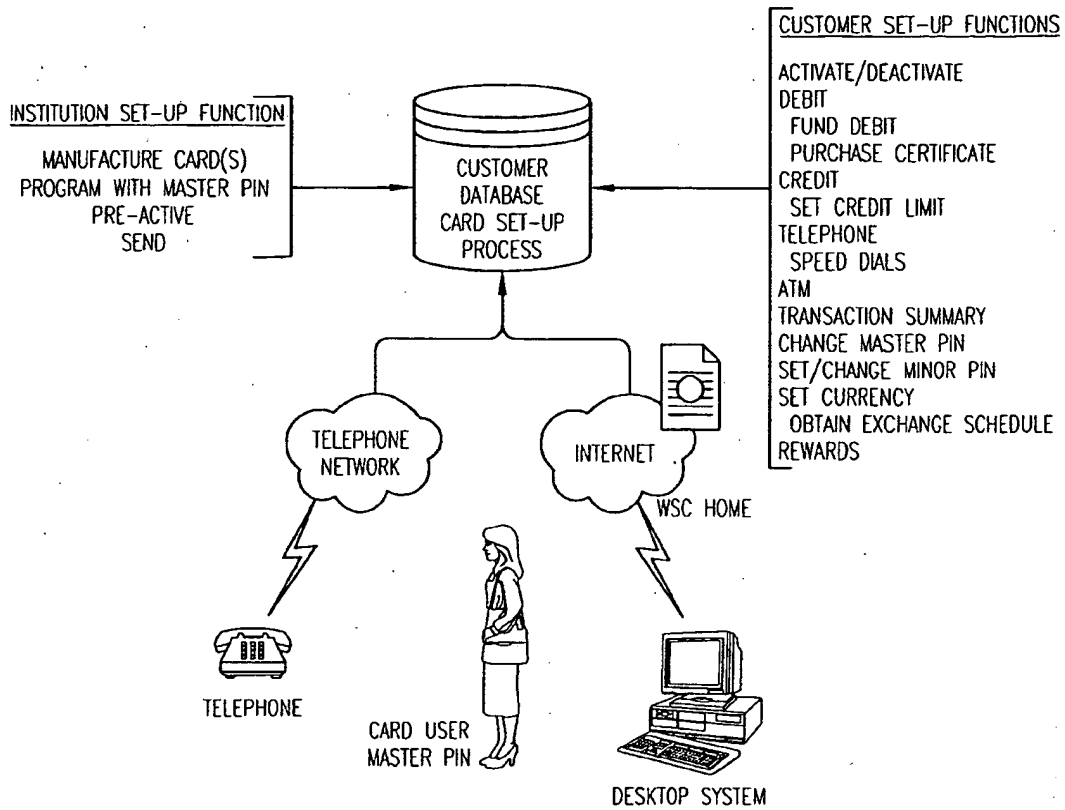 INSTITUTION SET-UP FUNCTION
MANUFACTURE CARD(S)
PROGRAM WITH MASTER PIN
PRE-ACTIVE
SEND
CUSTOMER
DATABASE
CARD SET-UP
PROCESS
CUSTOMER SET-UP FUNCTIONS
ACTIVATE/DEACTIVATE
DEBIT
FUND DEBIT
PURCHASE CERTIFICATE
CREDIT
SET CREDIT LIMIT
TELEPHONE
SPEED DIALS
ATM
TRANSACTION SUMMARY
CHANGE MASTER PIN
SET/CHANGE MINOR PIN
SET CURRENCY
OBTAIN EXCHANGE SCHEDULE
REWARDS
TELEPHONE
NETWORK
INTERNET
WSC HOME
TELEPHONE
CARD USER
MASTER PIN
DESKTOP SYSTEM